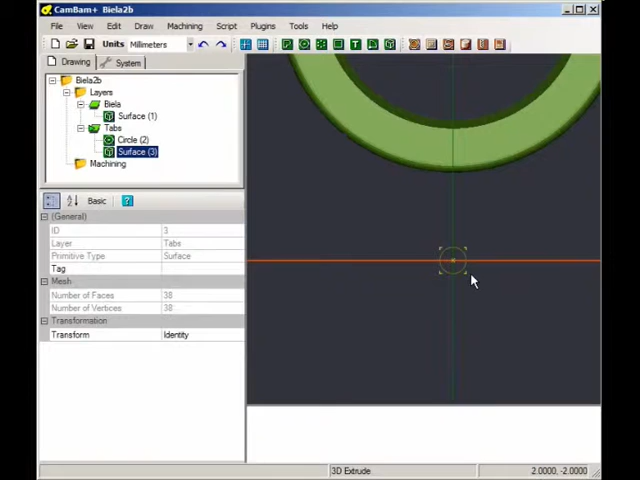 CamBam+ Biela2b
File View Edit Draw Machining Script Plugins Tools Help
Units Millimeters T
Drawing System
Biela2b
Layers
Biela
Surface (1)
Tabs
Circle (2)
Surface (3)
Machining
A Z Basic ?
(General)
ID 3
Layer Tabs
Primitive Type Surface
Tag
Mesh
Number of Faces 38
Number of Vertices 38
Transformation
Transform Identity
3D Extrude 2.0000, -2.0000